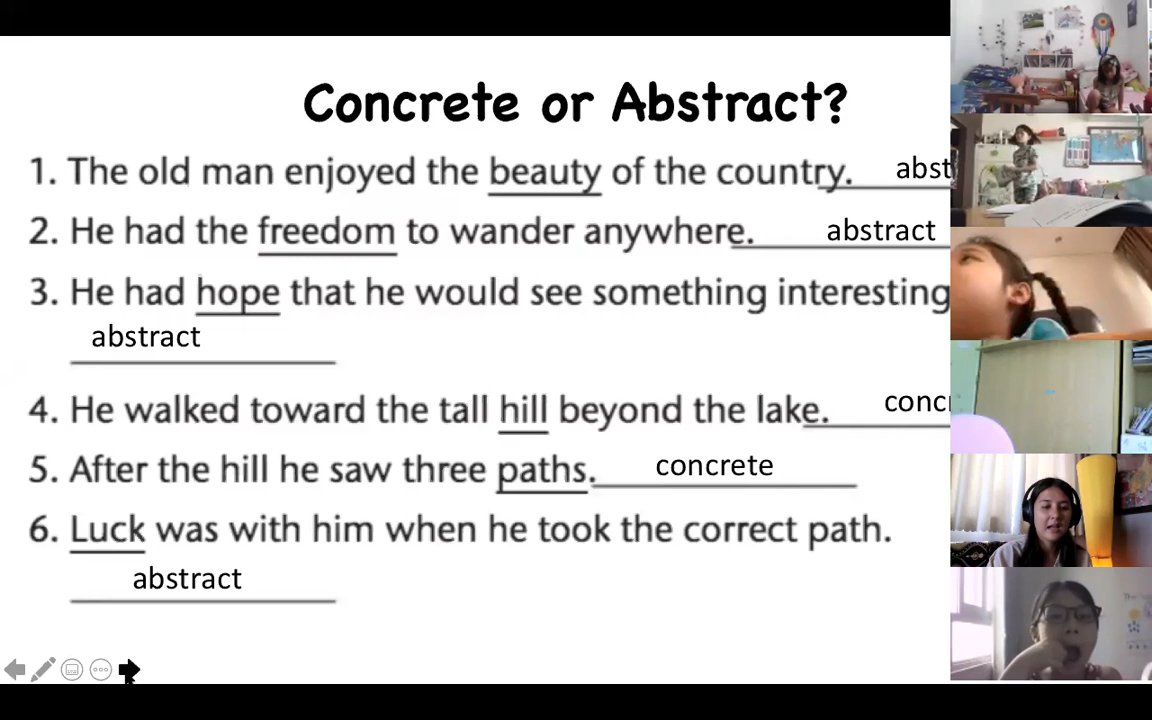 Concrete or Abstract?
1. The old man enjoyed the beauty of the country. abst
2. He had the freedom to wander anywhere. abstract
3. He had hope that he would see something interesting
abstract
4. He walked toward the tall hill beyond the lake. conc
5. After the hill he saw three paths. concrete
6. Luck was with him when he took the correct path.
abstract